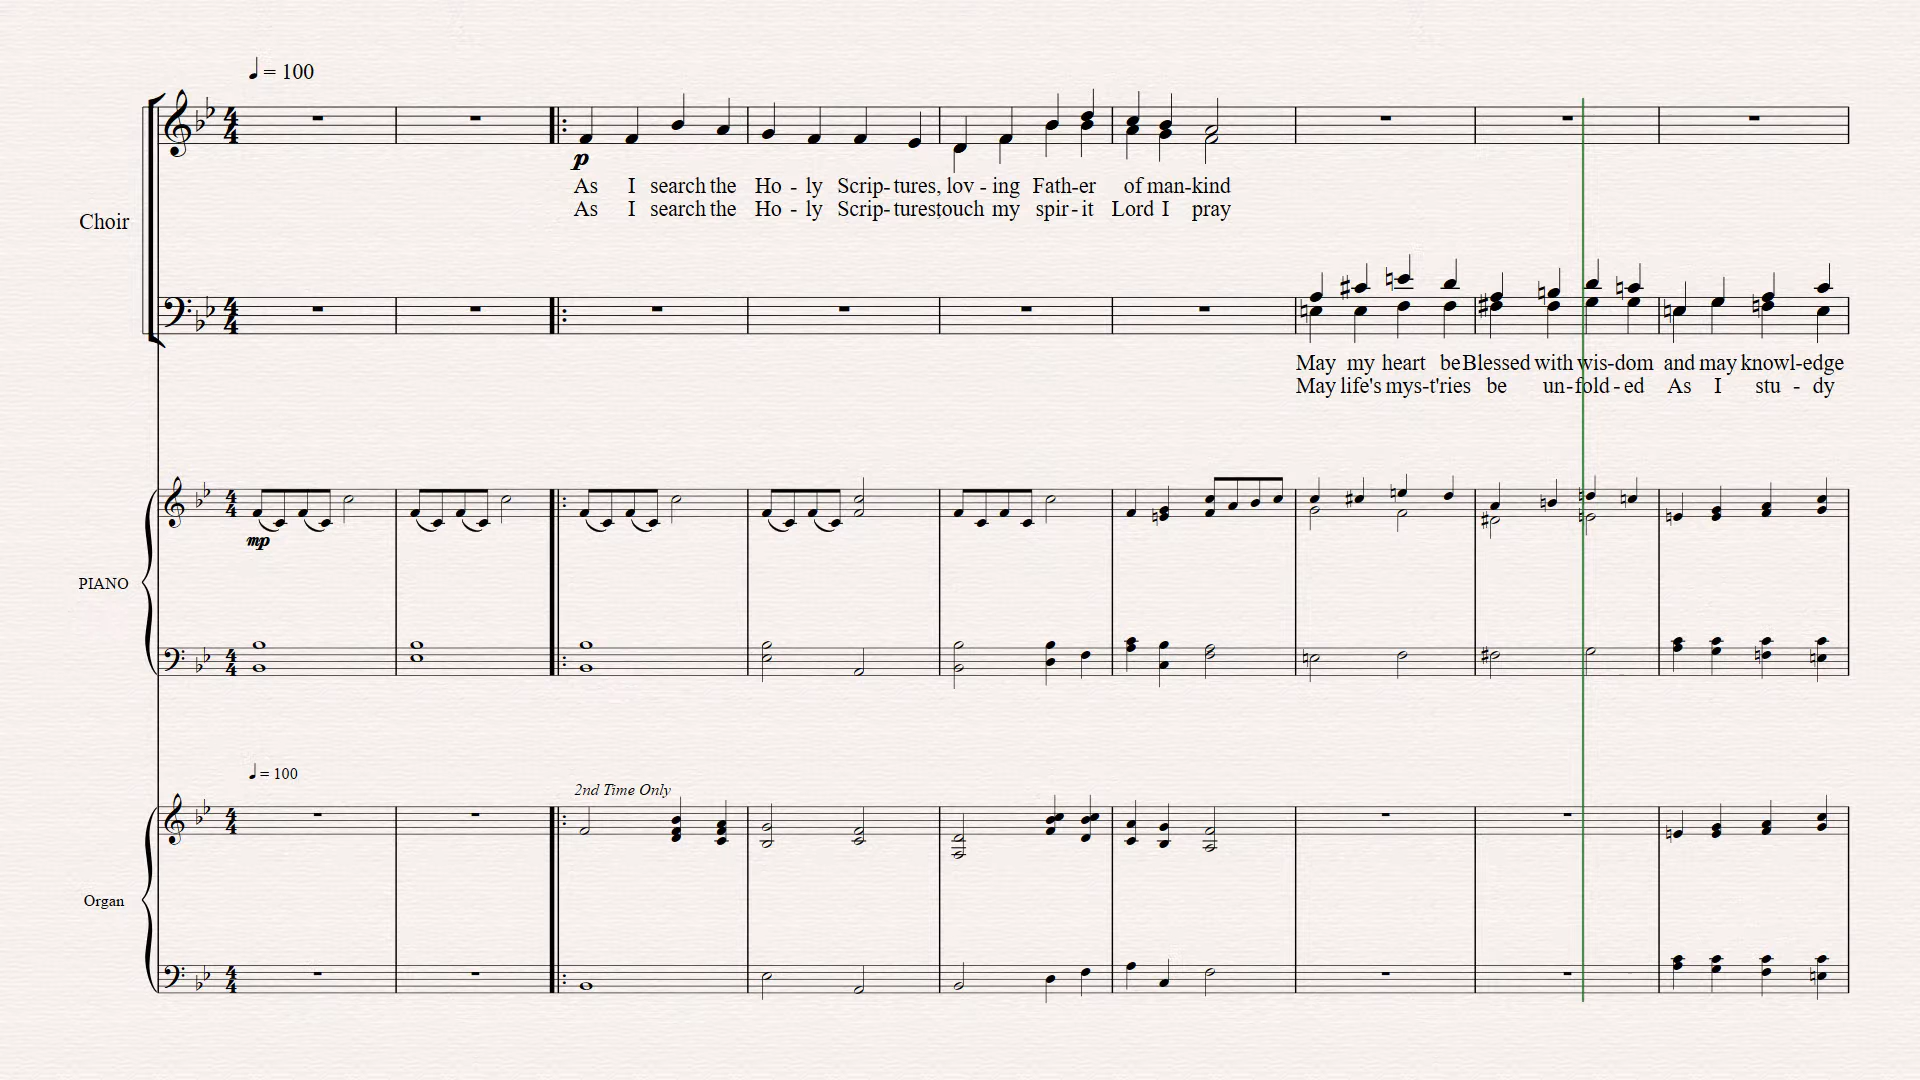 = 100
p
As I search the Ho - ly Scrip- tures, lov - ing Fath-er of man-kind
As I search the Ho - ly Scrip- tures,touch my spir - it Lord I pray
Choir
May my heart be Blessed with wis-dom and may knowl-edge
May life's mys-t'ries be un-fold - ed As I stu - dy
mp
PIANO
= 100
2nd Time Only
Organ